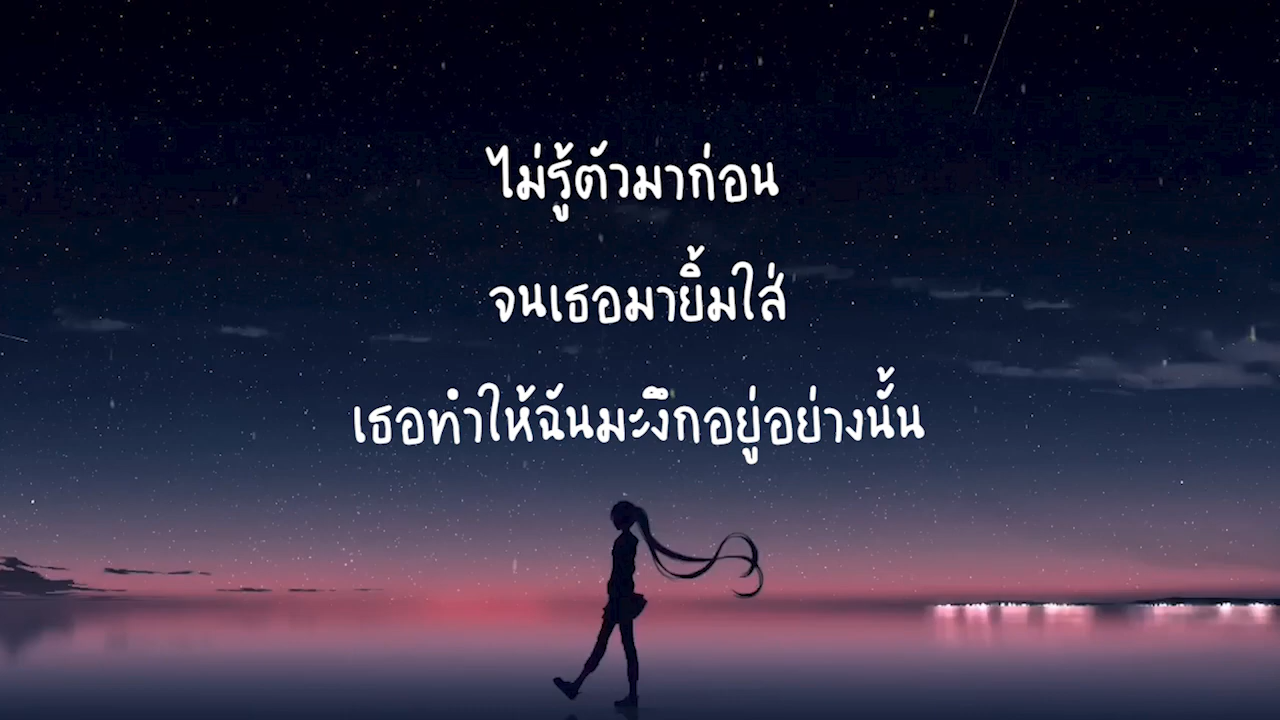 ไม่รู้ตัวมาก่อน
จนเธอมายิ้มใส่
เธอทำให้ฉันมะงึกอยู่อย่างนั้น